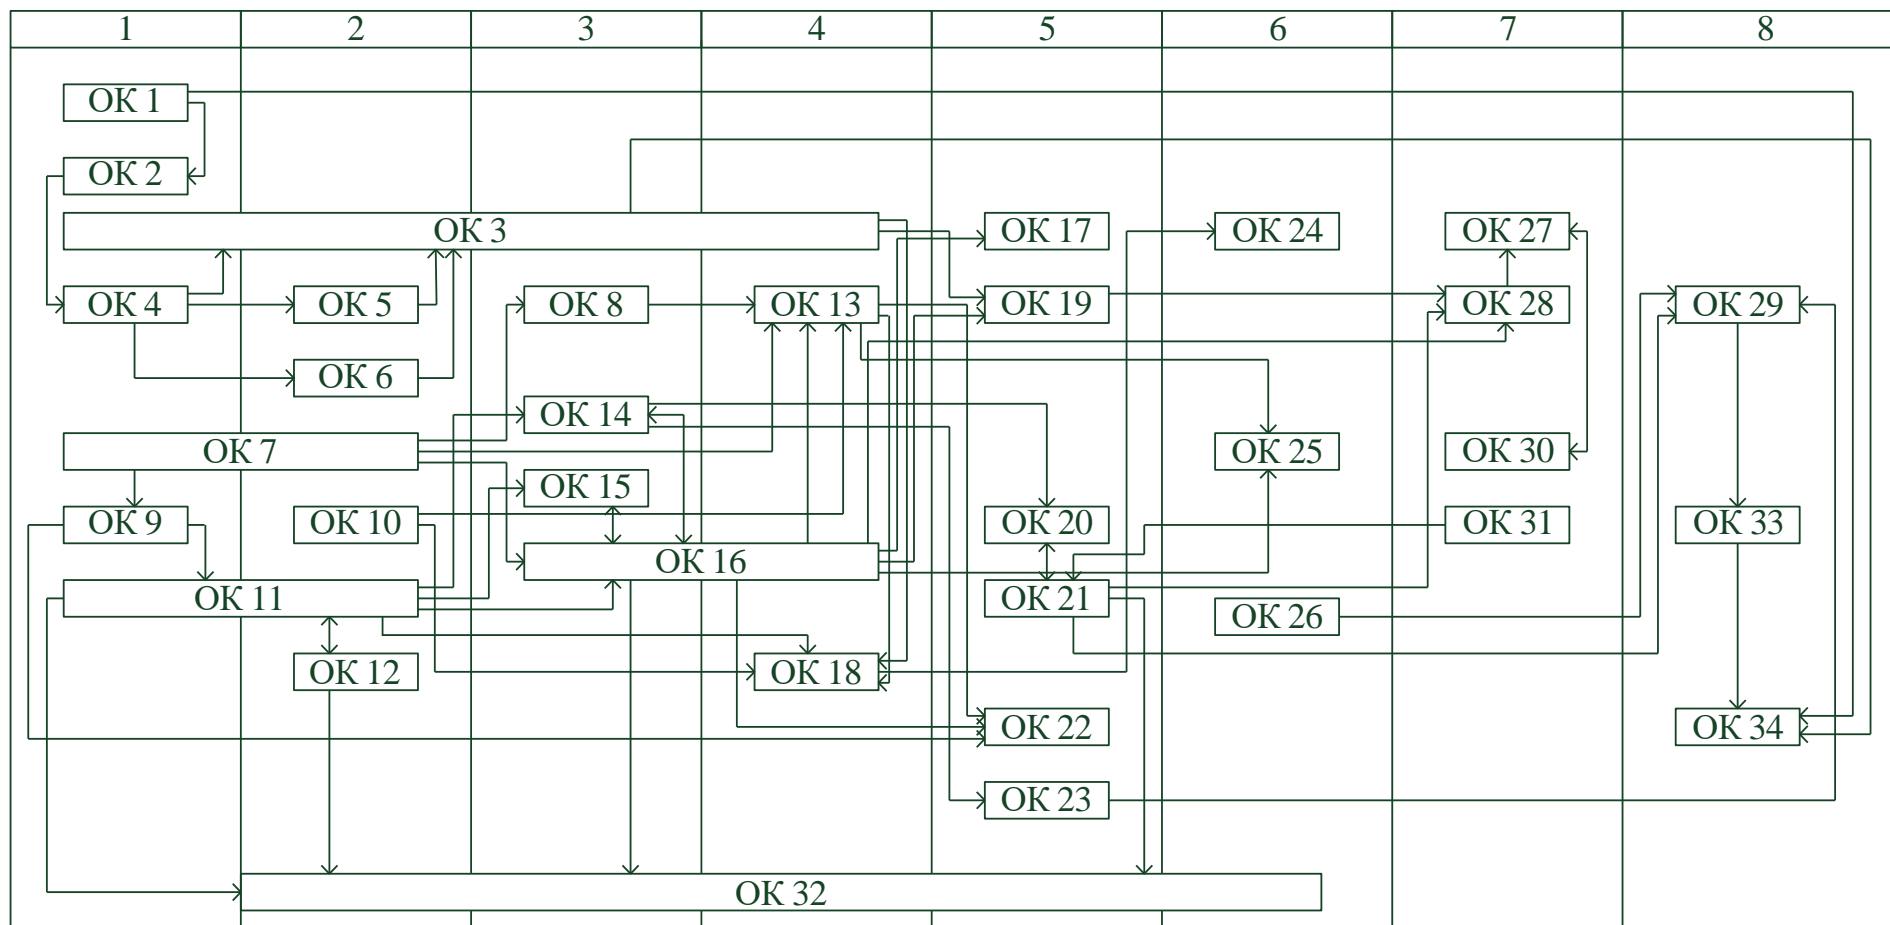 1 2 3 4 5 6 7 8
ОК 1
ОК 2
ОК 3 ОК 17 ОК 24 ОК 27
ОК 4 ОК 5 ОК 8 ОК 13 ОК 19 ОК 28 ОК 29
ОК 6
ОК 14
ОК 7 ОК 25 ОК 30
ОК 15
ОК 9 ОК 10 ОК 20 ОК 31 ОК 33
ОК 16
ОК 11 ОК 21
ОК 26
ОК 12 ОК 18
ОК 22 ОК 34
ОК 23
ОК 32